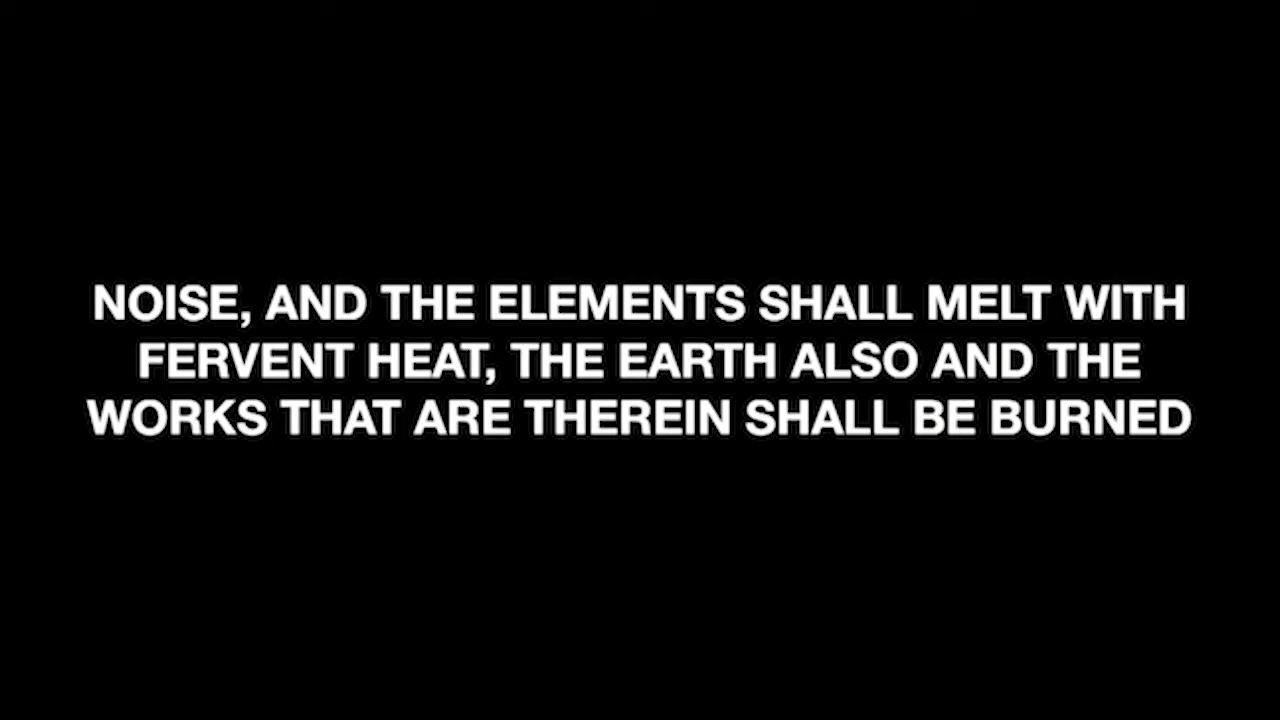 NOISE, AND THE ELEMENTS SHALL MELT WITH
FERVENT HEAT, THE EARTH ALSO AND THE
WORKS THAT ARE THEREIN SHALL BE BURNED